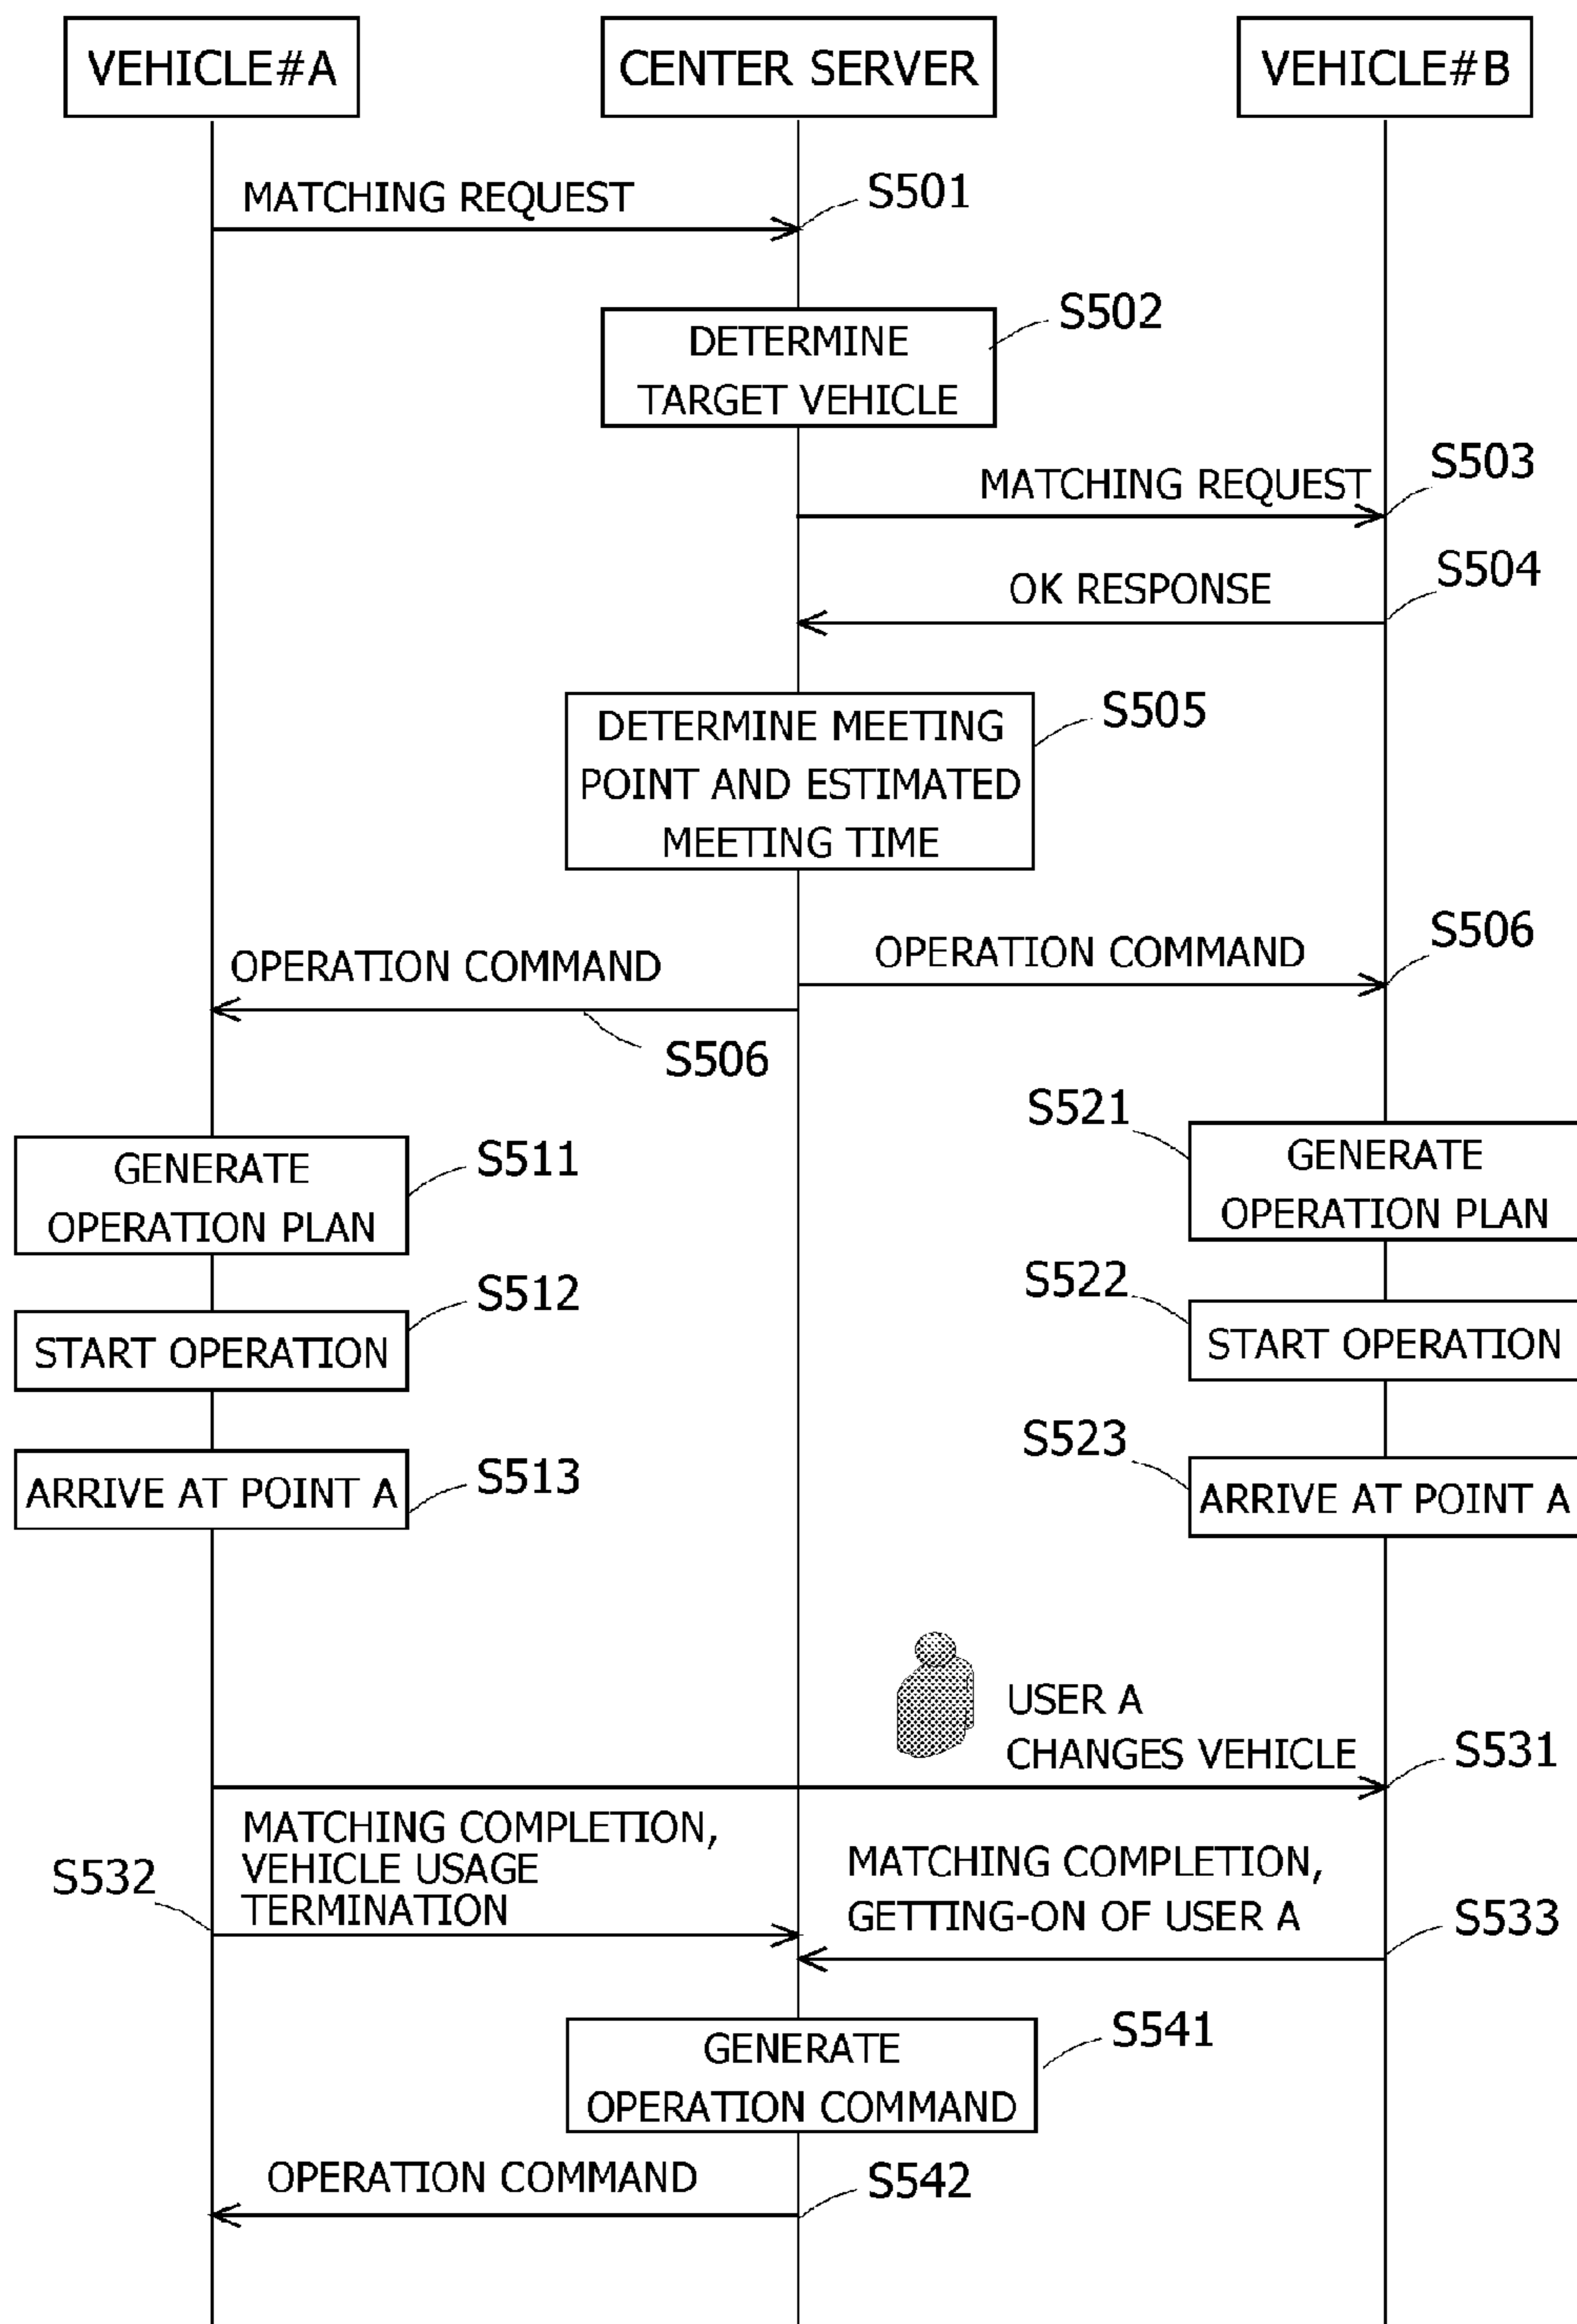 VEHICLE#A
CENTER SERVER
VEHICLE#B
MATCHING REQUEST
S501
DETERMINE
TARGET VEHICLE
S502
MATCHING REQUEST
S503
OK RESPONSE
S504
DETERMINE MEETING
POINT AND ESTIMATED
MEETING TIME
S505
OPERATION COMMAND
S506
OPERATION COMMAND
S506
GENERATE
OPERATION PLAN
S511
S521
GENERATE
OPERATION PLAN
START OPERATION
S512
S522
START OPERATION
ARRIVE AT POINT A
S513
S523
ARRIVE AT POINT A
USER A
CHANGES VEHICLE
S531
MATCHING COMPLETION,
VEHICLE USAGE
TERMINATION
S532
MATCHING COMPLETION,
GETTING-ON OF USER A
S533
GENERATE
OPERATION COMMAND
S541
OPERATION COMMAND
S542